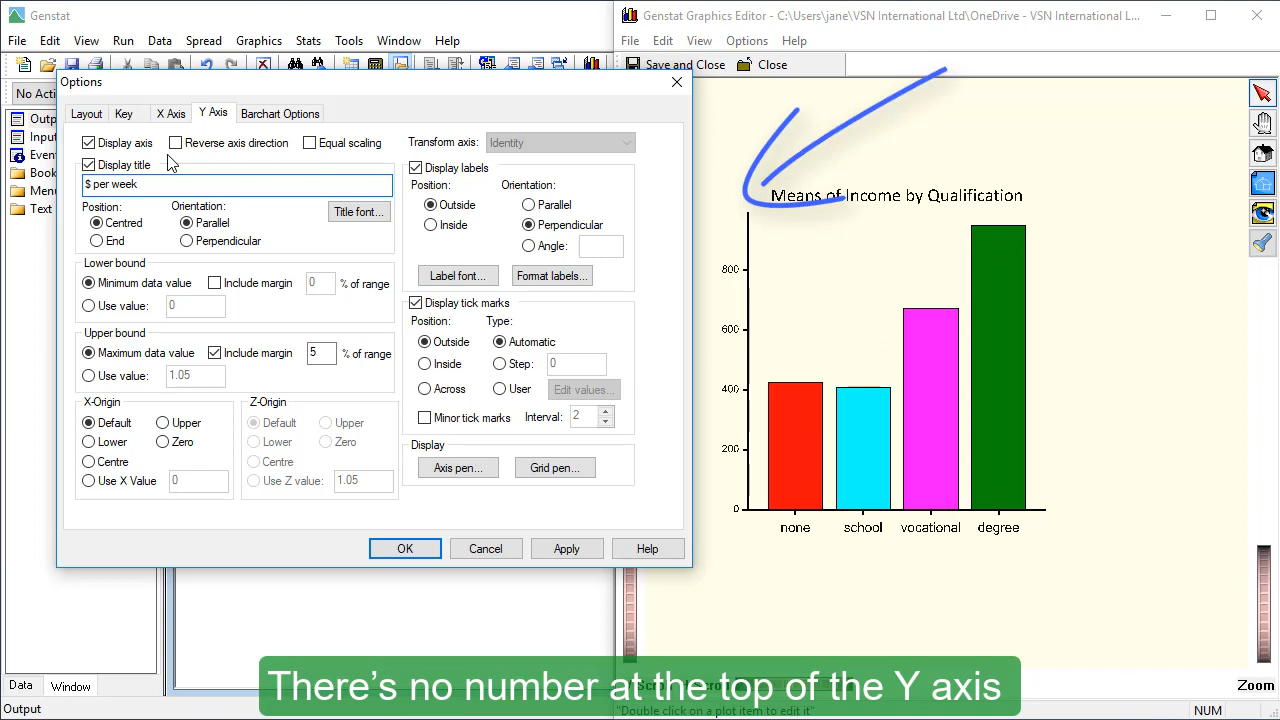 Genstat
File Edit View Run Data Spread Graphics Stats Tools Window Help
No Acti
Outp
Input
Even
Book
Menu
Text
Data Window
Output
Genstat Graphics Editor - C:\Users\jane\VSN International Ltd\OneDrive - VSN International L...
File Edit View Options Help
Save and Close Close
Options
Layout Key X Axis Y Axis Barchart Options
Display axis Reverse axis direction Equal scaling
Display title
$ per week
Position: Orientation:
Centred Parallel Title font...
End Perpendicular
Lower bound
Minimum data value Include margin 0 % of range
Use value: 0
Upper bound
Maximum data value Include margin 5 % of range
Use value: 1.05
X-Origin
Default Upper
Lower Zero
Centre
Use X Value 0
Z-Origin
Default Upper
Lower Zero
Centre
Use Z value: 1.05
Transform axis: Identity
Display labels
Position: Orientation:
Outside Parallel
Inside Perpendicular
Angle:
Label font... Format labels...
Display tick marks
Position: Type:
Outside Automatic
Inside Step: 0
Across User Edit values...
Minor tick marks Interval: 2
Display
Axis pen... Grid pen...
OK Cancel Apply Help
Means of Income by Qualification
800
600
400
200
0
none school vocational degree
There's no number at the top of the Y axis
Zoom
"Double click on a plot item to edit it"
NUM